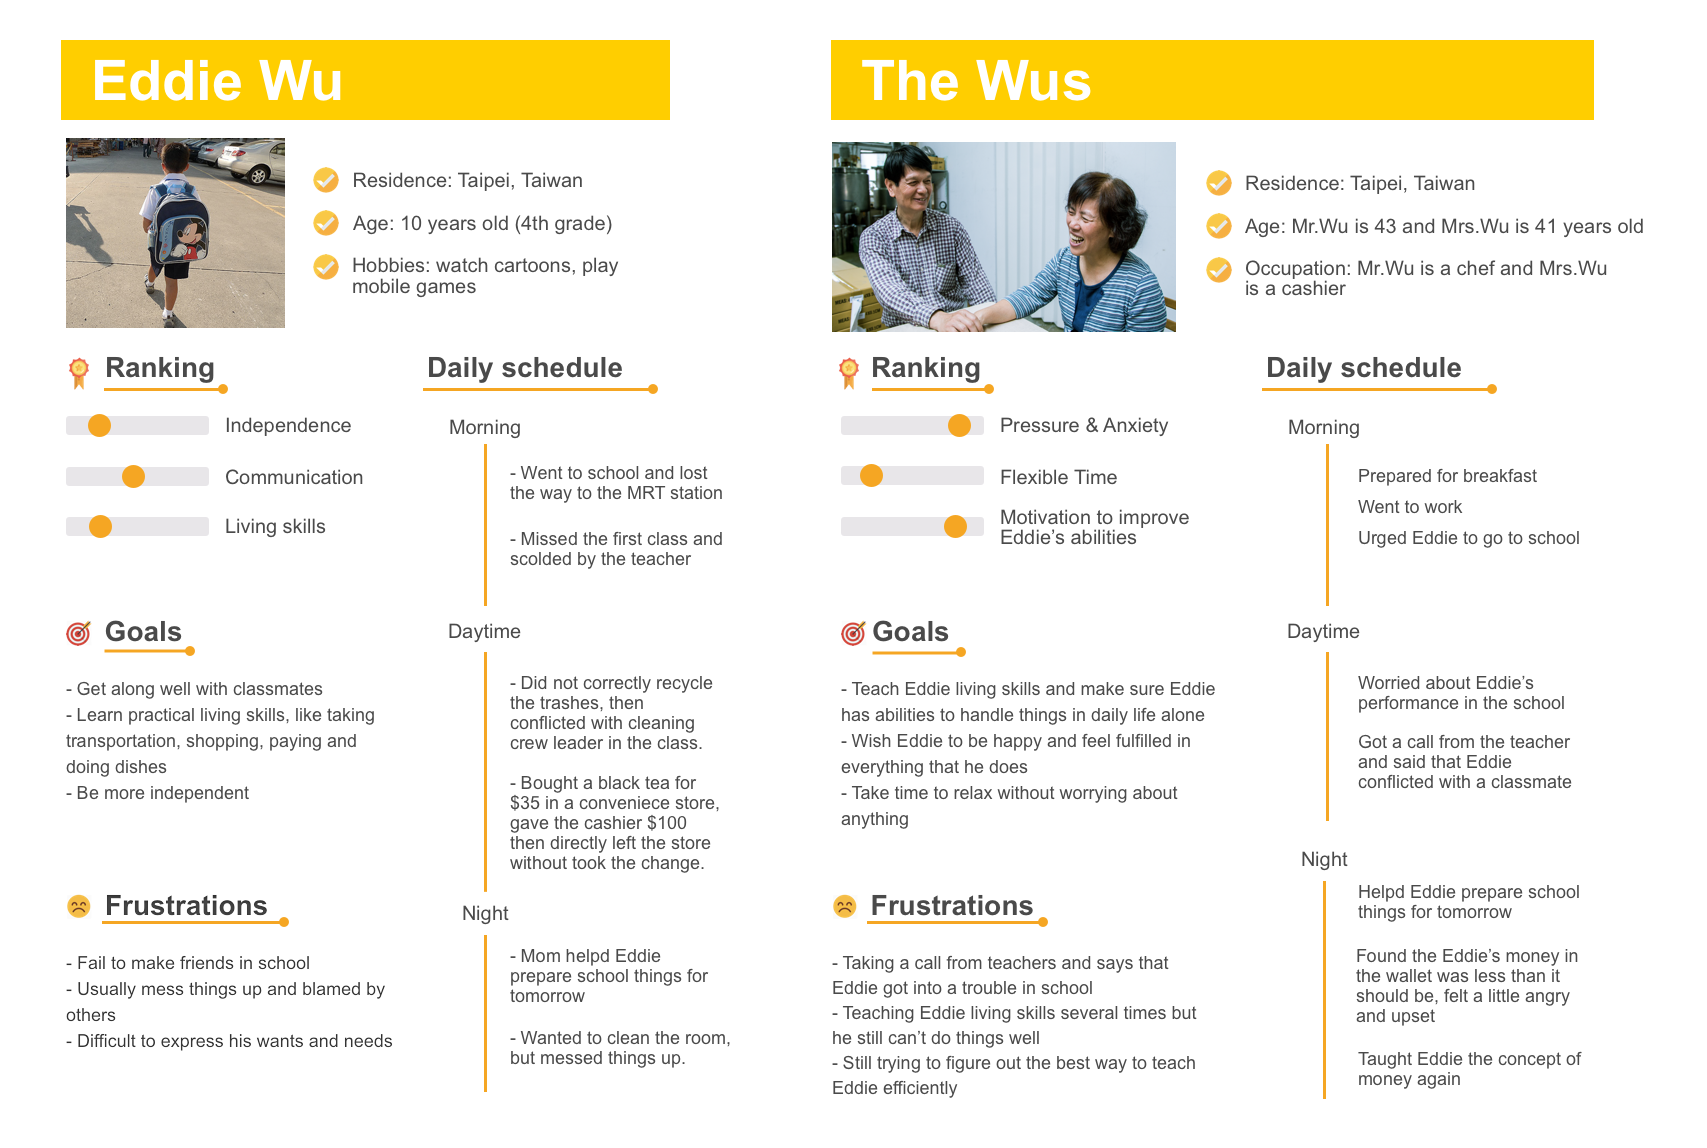 Eddie Wu
Residence: Taipei, Taiwan
Age: 10 years old (4th grade)
Hobbies: watch cartoons, play
mobile games
Ranking
Independence
Communication
Living skills
Goals
- Get along well with classmates
- Learn practical living skills, like taking
transportation, shopping, paying and
doing dishes
- Be more independent
Frustrations
- Fail to make friends in school
- Usually mess things up and blamed by
others
- Difficult to express his wants and needs
Daily schedule
Morning
- Went to school and lost
the way to the MRT station
- Missed the first class and
scolded by the teacher
Daytime
- Did not correctly recycle
the trashes, then
conflicted with cleaning
crew leader in the class.
- Bought a black tea for
$35 in a conveniece store,
gave the cashier $100
then directly left the store
without took the change.
Night
- Mom helpd Eddie
prepare school things for
tomorrow
- Wanted to clean the room,
but messed things up.
The Wus
Residence: Taipei, Taiwan
Age: Mr.Wu is 43 and Mrs.Wu is 41 years old
Occupation: Mr.Wu is a chef and Mrs.Wu
is a cashier
Ranking
Pressure & Anxiety
Flexible Time
Motivation to improve
Eddie’s abilities
Goals
- Teach Eddie living skills and make sure Eddie
has abilities to handle things in daily life alone
- Wish Eddie to be happy and feel fulfilled in
everything that he does
- Take time to relax without worrying about
anything
Frustrations
- Taking a call from teachers and says that
Eddie got into a trouble in school
- Teaching Eddie living skills several times but
he still can’t do things well
- Still trying to figure out the best way to teach
Eddie efficiently
Daily schedule
Morning
Prepared for breakfast
Went to work
Urged Eddie to go to school
Daytime
Worried about Eddie’s
performance in the school
Got a call from the teacher
and said that Eddie
conflicted with a classmate
Night
Helpd Eddie prepare school
things for tomorrow
Found the Eddie’s money in
the wallet was less than it
should be, felt a little angry
and upset
Taught Eddie the concept of
money again